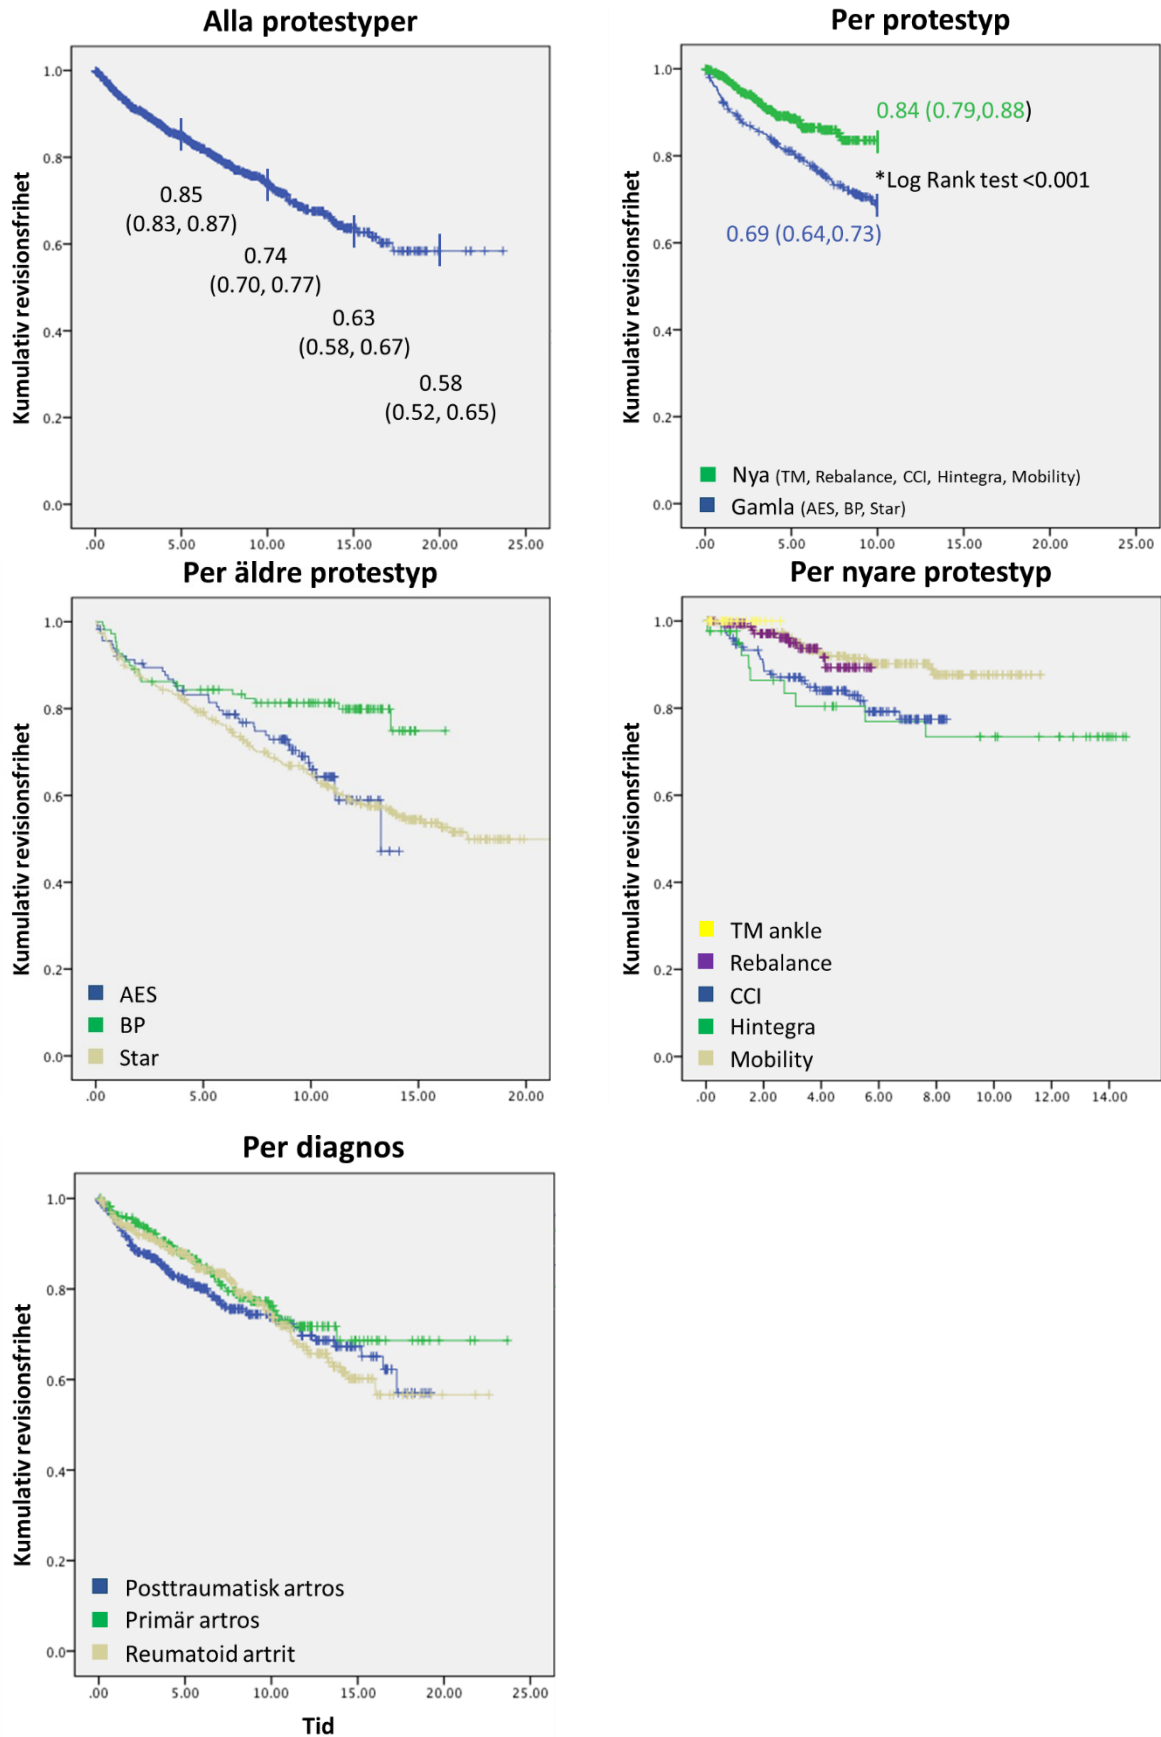 Alla protestyper
Kumulativ revisionsfrihet
1.0
0.8
0.6
0.4
0.2
0.0
0.85
(0.83, 0.87)
0.74
(0.70, 0.77)
0.63
(0.58, 0.67)
0.58
(0.52, 0.65)
.00 5.00 10.00 15.00 20.00 25.00
Per protestyp
Kumulativ revisionsfrihet
1.0
0.8
0.6
0.4
0.2
0.0
0.84 (0.79,0.88)
*Log Rank test <0.001
0.69 (0.64,0.73)
Nya (TM, Rebalance, CCI, Hintegra, Mobility)
Gamla (AES, BP, Star)
.00 5.00 10.00 15.00 20.00 25.00
Per äldre protestyp
Kumulativ revisionsfrihet
1.0
0.8
0.6
0.4
0.2
0.0
AES
BP
Star
.00 5.00 10.00 15.00 20.00
Per nyare protestyp
Kumulativ revisionsfrihet
1.0
0.8
0.6
0.4
0.2
0.0
TM ankle
Rebalance
CCI
Hintegra
Mobility
.00 2.00 4.00 6.00 8.00 10.00 12.00 14.00
Per diagnos
Kumulativ revisionsfrihet
1.0
0.8
0.6
0.4
0.2
0.0
Posttraumatisk artros
Primär artros
Reumatoid artrit
.00 5.00 10.00 15.00 20.00 25.00
Tid